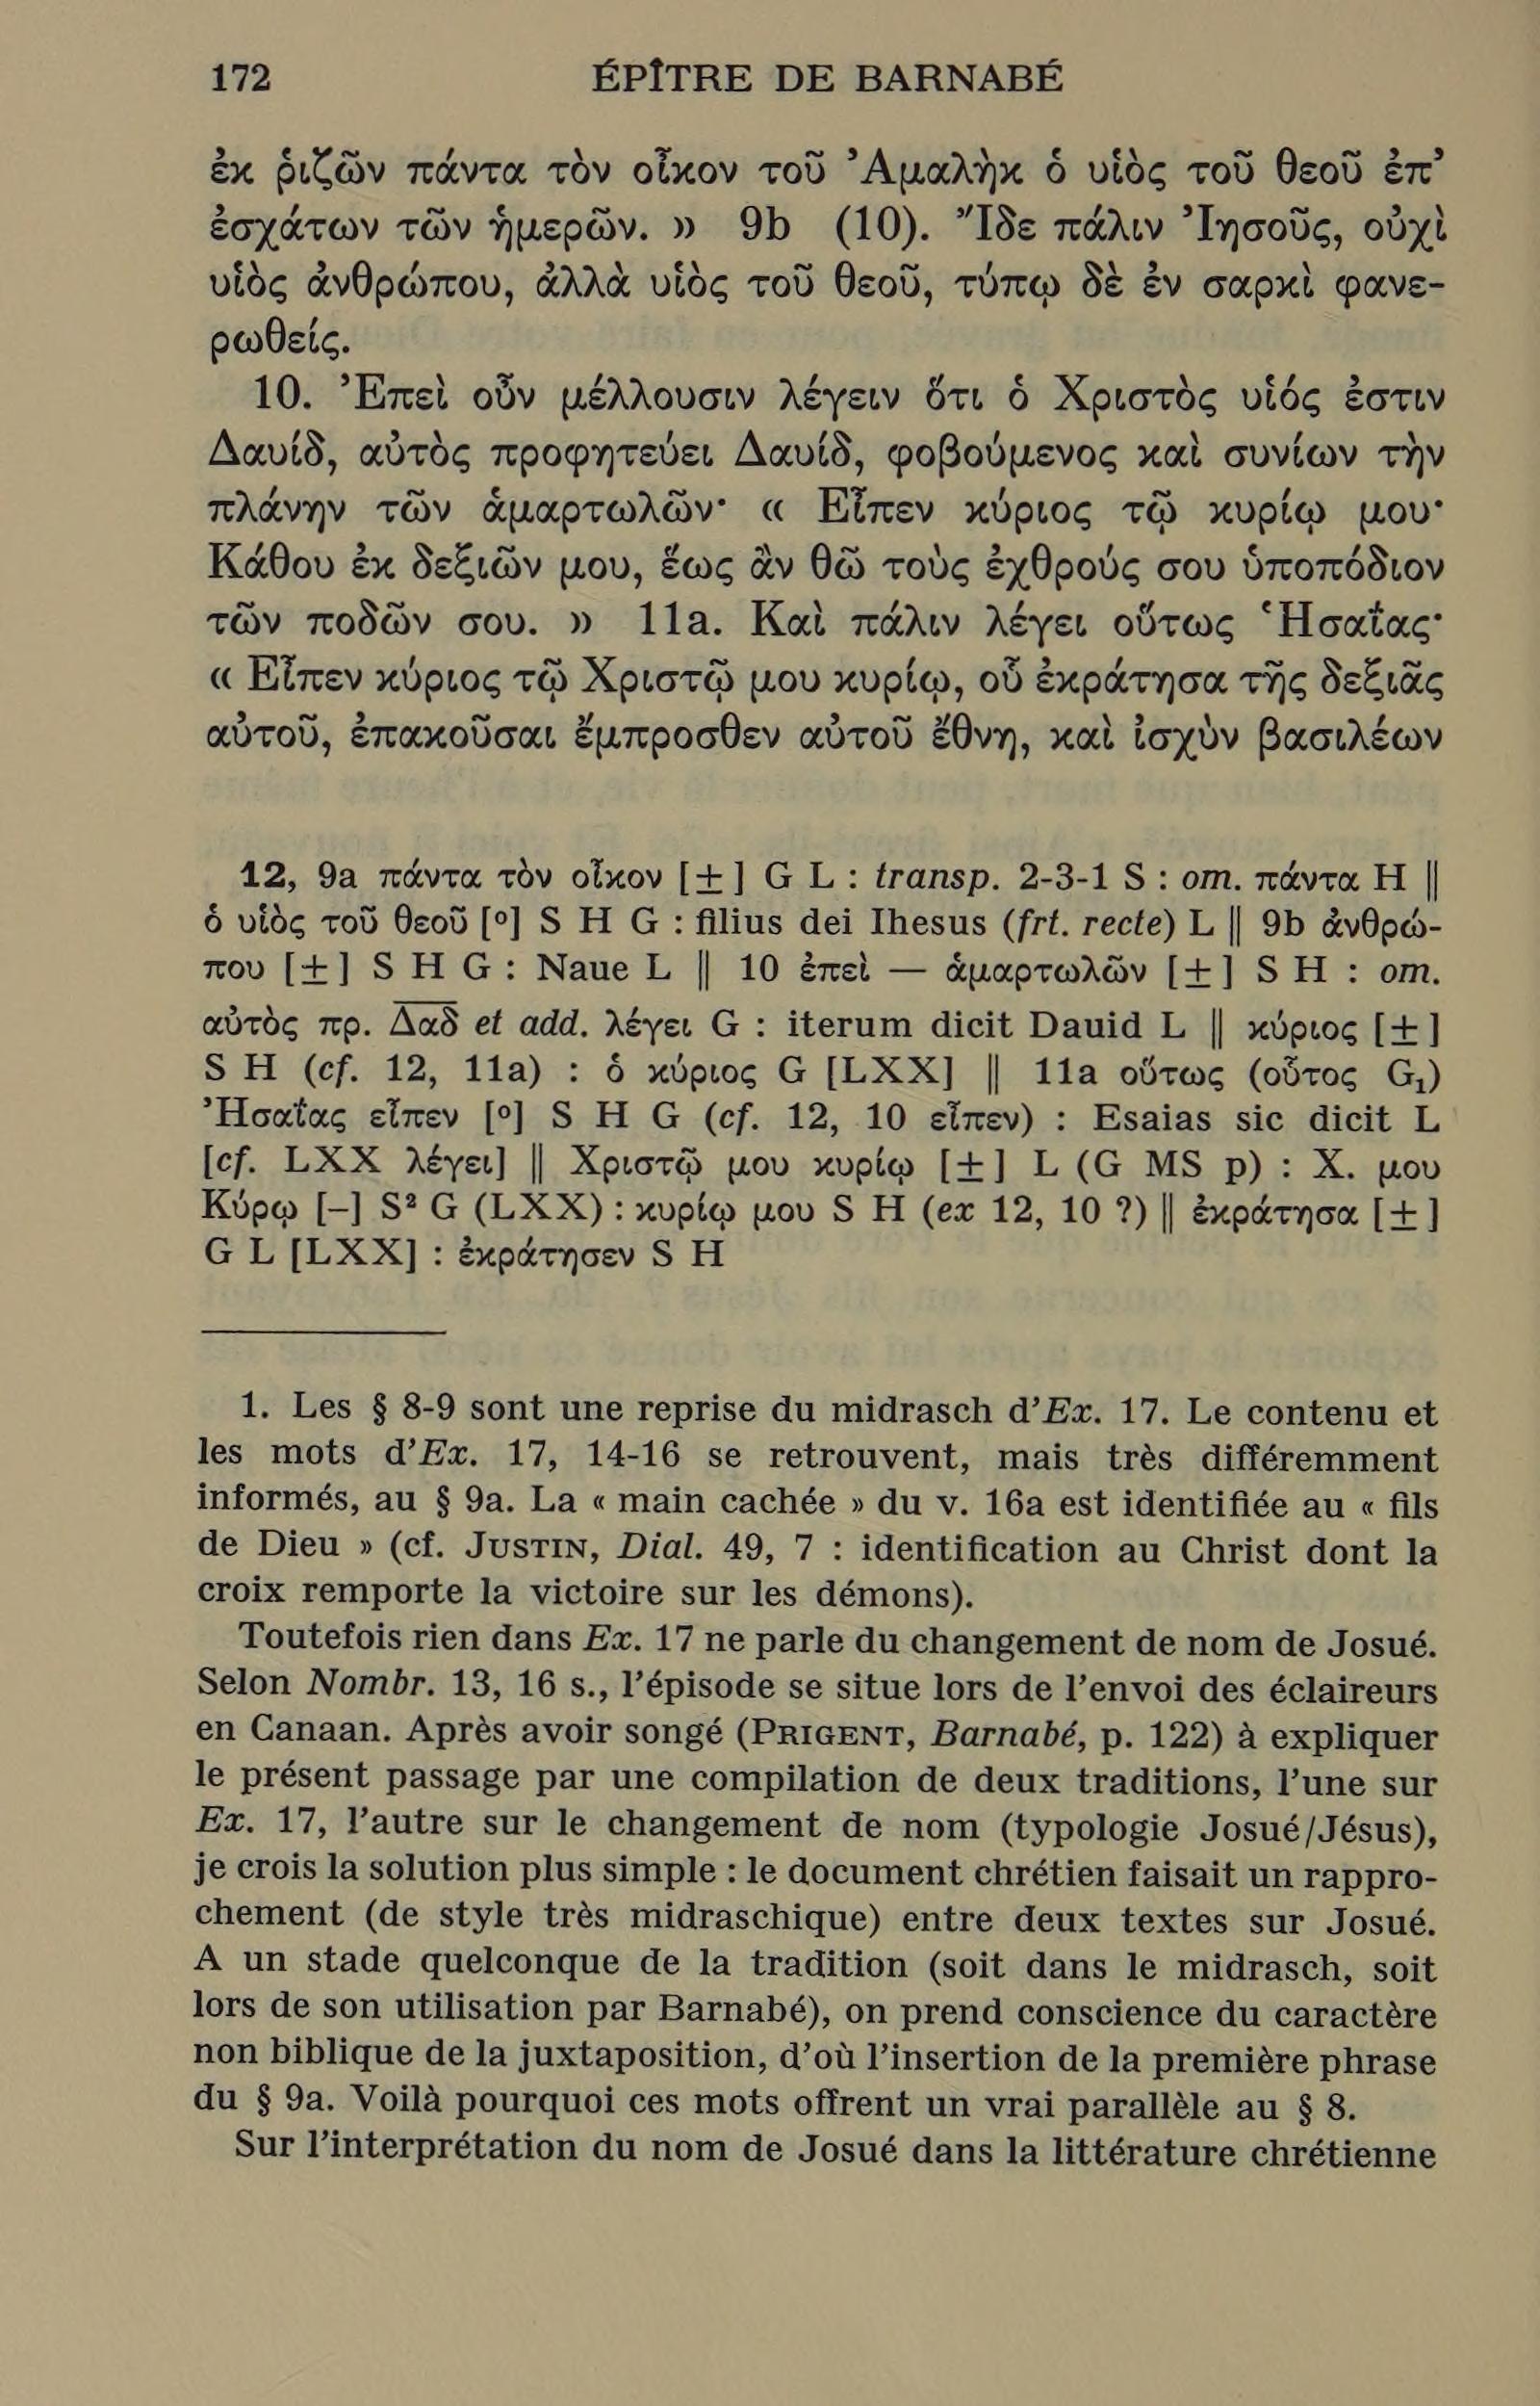 172 ÉPÎTRE DE BARNABÉ
ἐκ ῥιζῶν πάντα τὸν οἶκον τοῦ Ἀμαλὴκ ὁ υἱὸς τοῦ θεοῦ ἐπ’
ἐσχάτων τῶν ἡμερῶν. » 9b (10). Ἴδε πάλιν Ἰησοῦς, οὐχὶ
υἱὸς ἀνθρώπου, ἀλλὰ υἱὸς τοῦ θεοῦ, τύπῳ δὲ ἐν σαρκὶ φανε-
ρωθείς.
10. Ἐπεὶ οὖν μέλλουσιν λέγειν ὅτι ὁ Χριστὸς υἱός ἐστιν
Δαυίδ, αὐτὸς προφητεύει Δαυίδ, φοβούμενος καὶ συνίων τὴν
πλάνην τῶν ἁμαρτωλῶν· « Εἶπεν κύριος τῷ κυρίῳ μου·
Κάθου ἐκ δεξιῶν μου, ἕως ἂν θῶ τοὺς ἐχθρούς σου ὑποπόδιον
τῶν ποδῶν σου. » 11a. Καὶ πάλιν λέγει οὕτως Ἡσαΐας·
« Εἶπεν κύριος τῷ Χριστῷ μου κυρίῳ, οὗ ἐκράτησα τῆς δεξιᾶς
αὐτοῦ, ἐπακοῦσαι ἔμπροσθεν αὐτοῦ ἔθνη, καὶ ἰσχὺν βασιλέων
12, 9a πάντα τὸν οἶκον [±] G L : transp. 2-3-1 S : om. πάντα H ||
ὁ υἱὸς τοῦ θεοῦ [º] S H G : filius dei Ihesus (frt. recte) L || 9b ἀνθρώ-
που [±] S H G : Naue L || 10 ἐπεὶ — ἁμαρτωλῶν [±] S H : om.
αὐτὸς πρ. Δ̅α̅δ̅ et add. λέγει G : iterum dicit Dauid L || κύριος [±]
S H (cf. 12, 11a) : ὁ κύριος G [LXX] || 11a οὕτως (οὗτος G₁)
Ἠσαΐας εἶπεν [º] S H G (cf. 12, 10 εἶπεν) : Esaias sic dicit L
[cf. LXX λέγει] || Χριστῷ μου κυρίῳ [±] L (G MS p) : X. μου
Κύρῳ [–] S² G (LXX) : κυρίῳ μου S H (ex 12, 10 ?) || ἐκράτησα [±]
G L [LXX] : ἐκράτησεν S H
1. Les § 8-9 sont une reprise du midrasch d’Ex. 17. Le contenu et
les mots d’Ex. 17, 14-16 se retrouvent, mais très différemment
informés, au § 9a. La « main cachée » du v. 16a est identifiée au « fils
de Dieu » (cf. JUSTIN, Dial. 49, 7 : identification au Christ dont la
croix remporte la victoire sur les démons).
Toutefois rien dans Ex. 17 ne parle du changement de nom de Josué.
Selon Nombr. 13, 16 s., l’épisode se situe lors de l’envoi des éclaireurs
en Canaan. Après avoir songé (PRIGENT, Barnabé, p. 122) à expliquer
le présent passage par une compilation de deux traditions, l’une sur
Ex. 17, l’autre sur le changement de nom (typologie Josué/Jésus),
je crois la solution plus simple : le document chrétien faisait un rappro-
chement (de style très midraschique) entre deux textes sur Josué.
A un stade quelconque de la tradition (soit dans le midrasch, soit
lors de son utilisation par Barnabé), on prend conscience du caractère
non biblique de la juxtaposition, d’où l’insertion de la première phrase
du § 9a. Voilà pourquoi ces mots offrent un vrai parallèle au § 8.
Sur l’interprétation du nom de Josué dans la littérature chrétienne